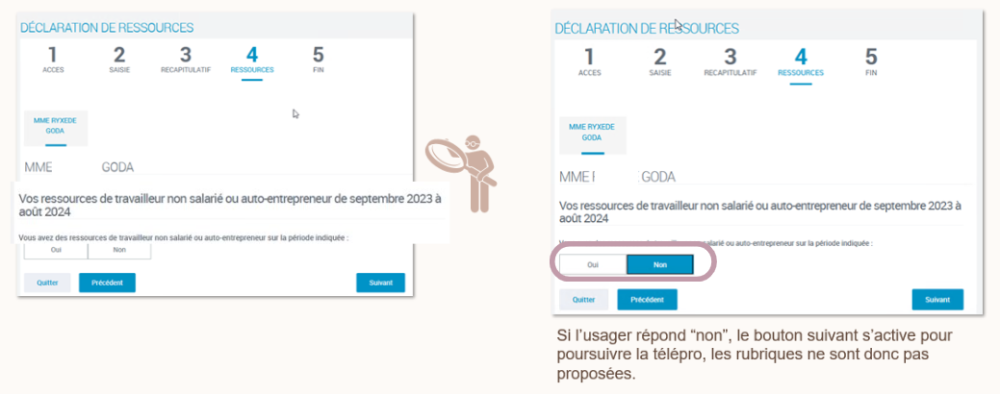 DÉCLARATION DE RESSOURCES
1 2 3 4 5
ACCES SAISIE RECAPITULATIF RESSOURCES FIN
MME RYXEDE
GODA
MME GODA
Vos ressources de travailleur non salarié ou auto-entrepreneur de septembre 2023 à
août 2024
Vous avez des ressources de travailleur non salarié ou auto-entrepreneur sur la période indiquée :
Oui Non
Quitter Précédent Suivant
DÉCLARATION DE RESSOURCES
1 2 3 4 5
ACCES SAISIE RECAPITULATIF RESSOURCES FIN
MME RYXEDE
GODA
MME GODA
Vos ressources de travailleur non salarié ou auto-entrepreneur de septembre 2023 à
août 2024
salarié ou auto-entrepreneur sur la période indiquée :
Oui Non
Quitter Précédent Suivant
Si l’usager répond “non”, le bouton suivant s’active pour
poursuivre la télépro, les rubriques ne sont donc pas
proposées.